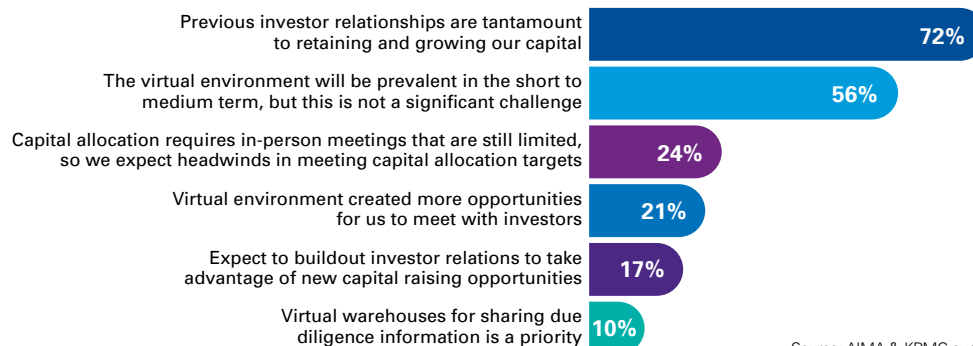 Previous investor relationships are tantamount
to retaining and growing our capital
72%
The virtual environment will be prevalent in the short to
medium term, but this is not a significant challenge
56%
Capital allocation requires in-person meetings that are still limited,
so we expect headwinds in meeting capital allocation targets
24%
Virtual environment created more opportunities
for us to meet with investors
21%
Expect to buildout investor relations to take
advantage of new capital raising opportunities
17%
Virtual warehouses for sharing due
diligence information is a priority
10%